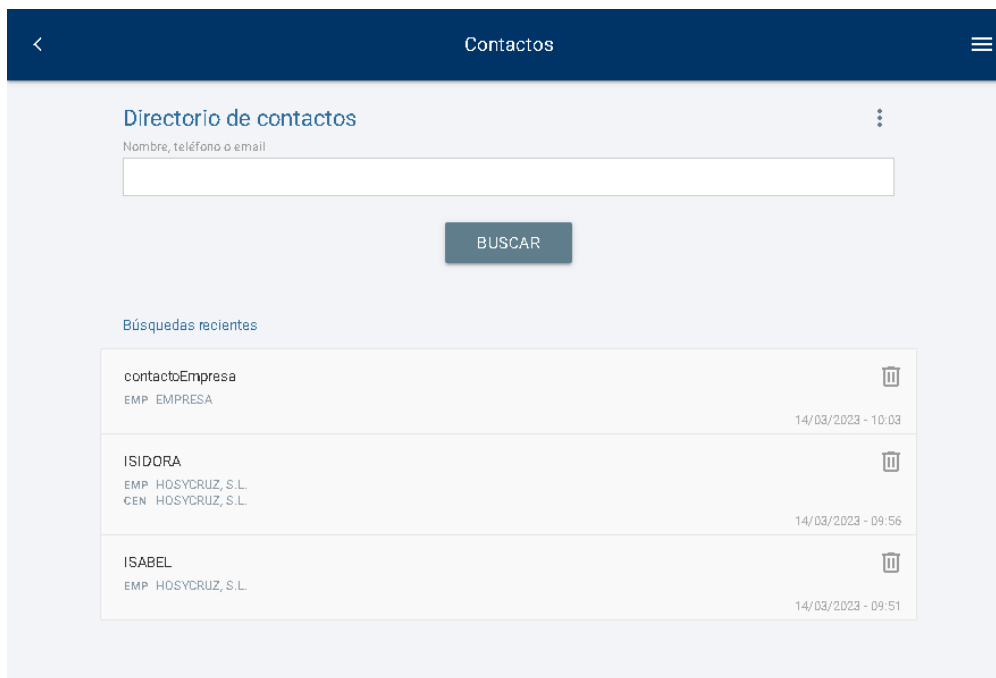 Contactos
Directorio de contactos
Nombre, teléfono o email
BUSCAR
Búsquedas recientes
contactoEmpresa
EMP EMPRESA
14/03/2023 - 10:03
ISIDORA
EMP HOSYCRUZ, S.L.
CEN HOSYCRUZ, S.L.
14/03/2023 - 09:56
ISABEL
EMP HOSYCRUZ, S.L.
14/03/2023 - 09:51